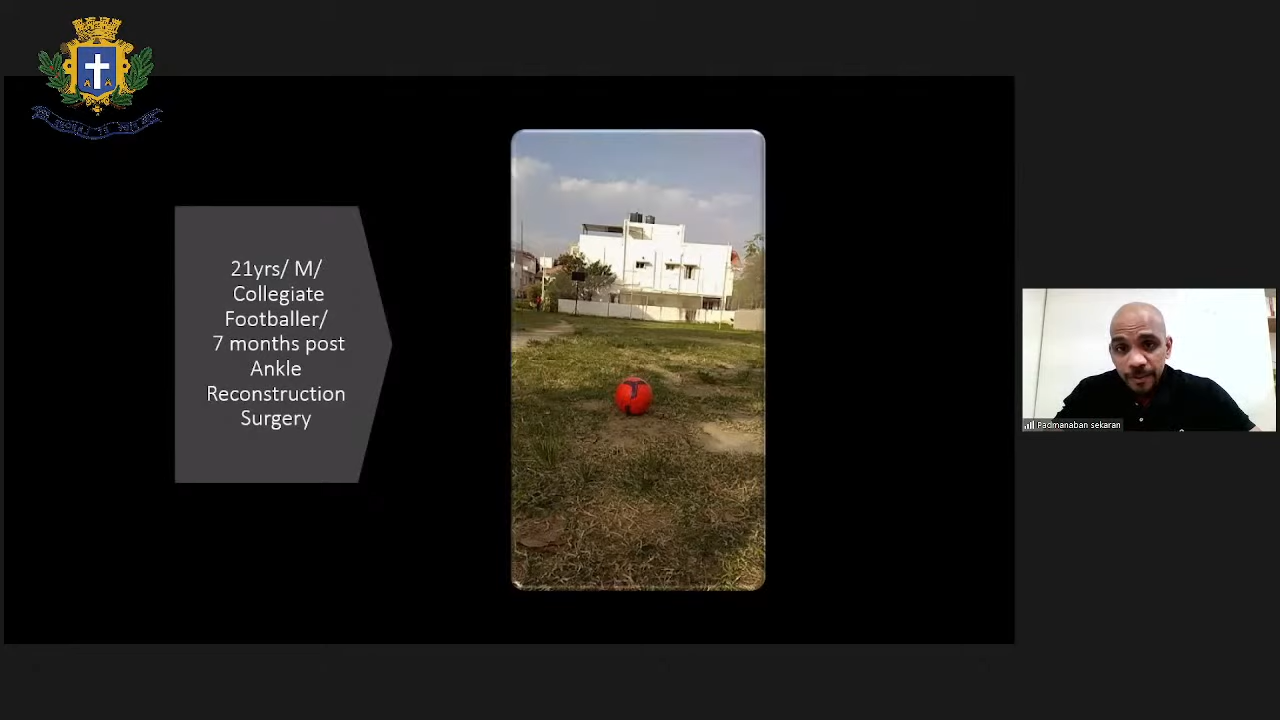 21yrs/ M/
Collegiate
Footballer/
7 months post
Ankle
Reconstruction
Surgery
Padmanaban sekaran